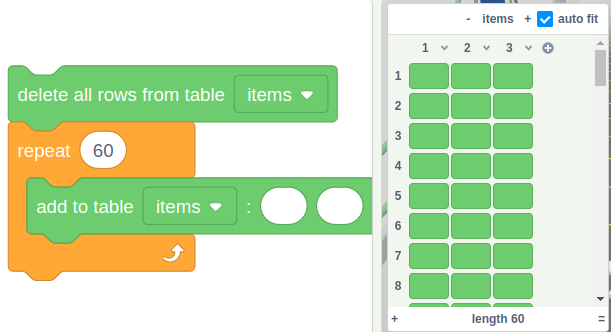 - items + auto fit
1 2 3
delete all rows from table items
1
2
repeat 60
3
4
add to table items :
5
6
7
8
+ length 60 =